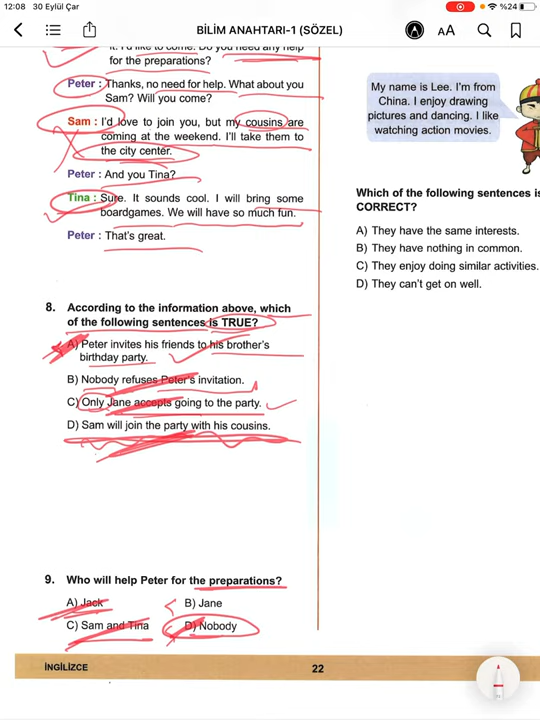 12:08 30 Eylül Çar
%24
BİLİM ANAHTARI-1 (SÖZEL)
AA
it. I'd like to come. Do you need any help
for the preparations?
Peter : Thanks, no need for help. What about you
Sam? Will you come?
Sam : I'd love to join you, but my cousins are
coming at the weekend. I'll take them to
the city center.
Peter : And you Tina?
Tina : Sure. It sounds cool. I will bring some
boardgames. We will have so much fun.
Peter : That's great.
8. According to the information above, which
of the following sentences is TRUE?
A) Peter invites his friends to his brother's
birthday party.
B) Nobody refuses Peter's invitation.
C) Only Jane accepts going to the party.
D) Sam will join the party with his cousins.
9. Who will help Peter for the preparations?
A) Jack B) Jane
C) Sam and Tina D) Nobody
My name is Lee. I'm from
China. I enjoy drawing
pictures and dancing. I like
watching action movies.
Which of the following sentences is
CORRECT?
A) They have the same interests.
B) They have nothing in common.
C) They enjoy doing similar activities.
D) They can't get on well.
İNGİLİZCE
22